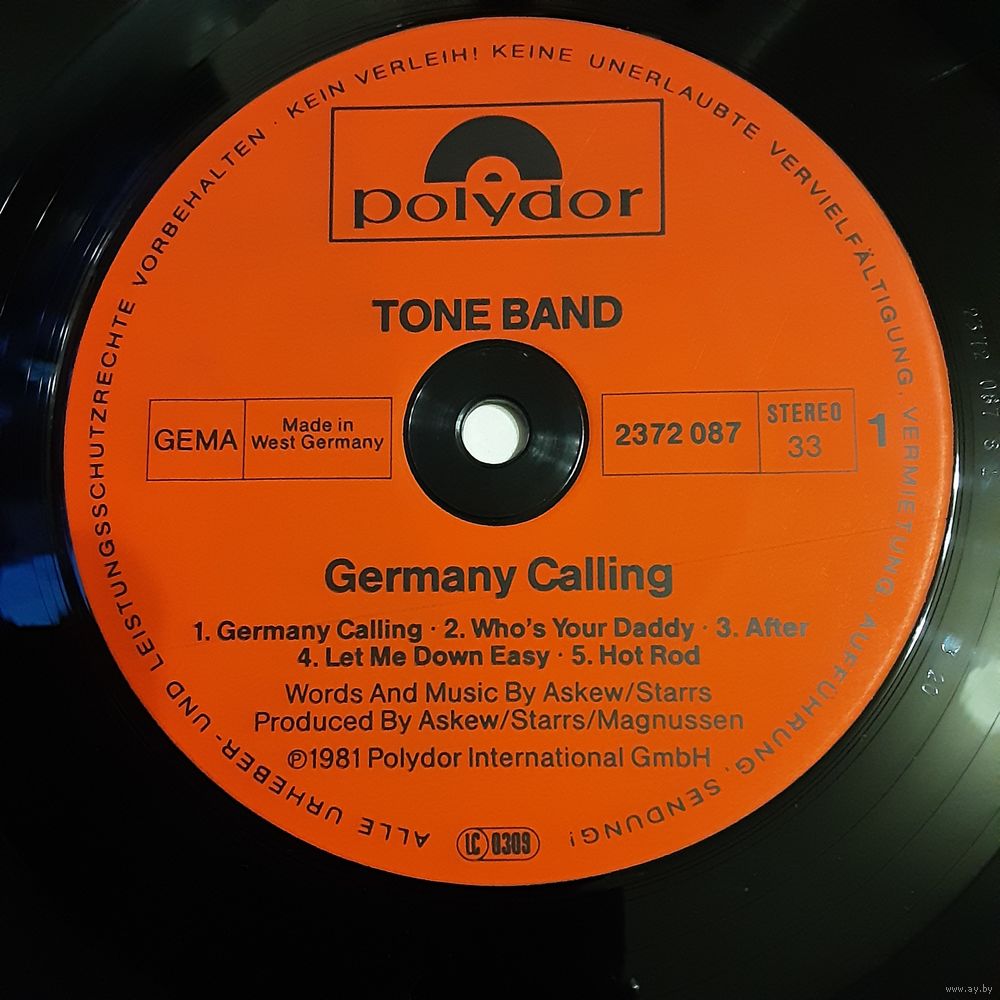 ALLE URHEBER- UND LEISTUNGSSCHUTZRECHTE VORBEHALTEN · KEIN VERLEIH! KEINE UNERLAUBTE VERVIELFÄLTIGUNG, VERMIETUNG, AUFFÜHRUNG, SENDUNG!
polydor
TONE BAND
GEMA
Made in
West Germany
2372 087
STEREO
33
1
Germany Calling
1. Germany Calling · 2. Who's Your Daddy · 3. After
4. Let Me Down Easy · 5. Hot Rod
Words And Music By Askew/Starrs
Produced By Askew/Starrs/Magnussen
℗1981 Polydor International GmbH
LC 0309
2372 087
320
www.ay.by